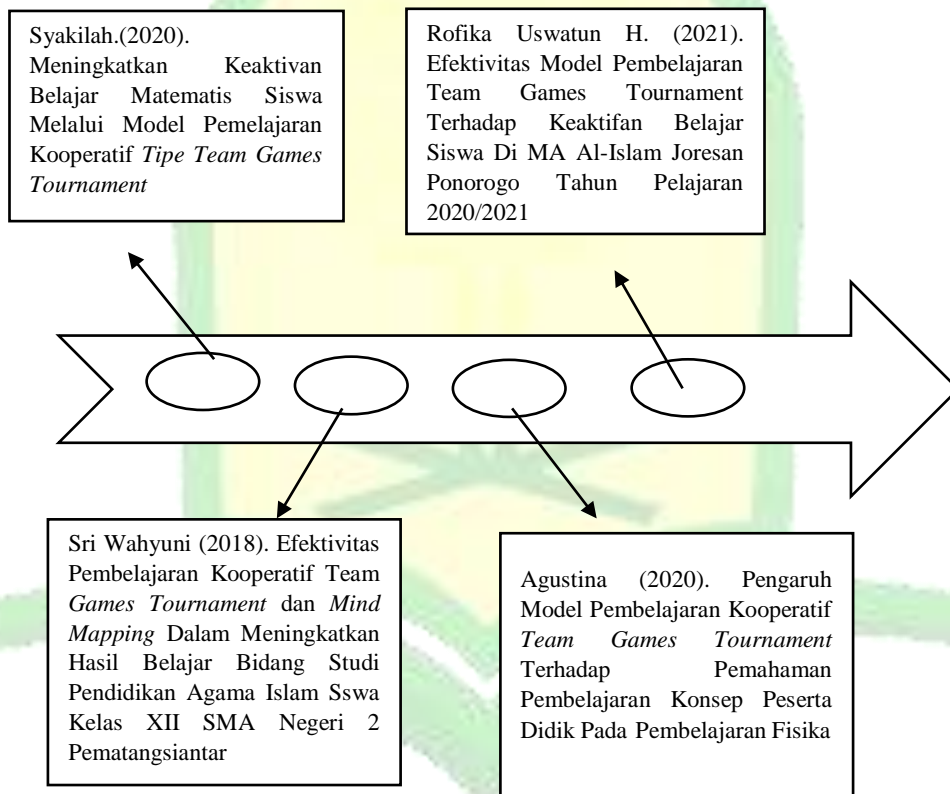 Syakilah.(2020).
Meningkatkan Keaktivan
Belajar Matematis Siswa
Melalui Model Pemelajaran
Kooperatif Tipe Team Games
Tournament
Rofika Uswatun H. (2021).
Efektivitas Model Pembelajaran
Team Games Tournament
Terhadap Keaktifan Belajar
Siswa Di MA Al-Islam Joresan
Ponorogo Tahun Pelajaran
2020/2021
Sri Wahyuni (2018). Efektivitas
Pembelajaran Kooperatif Team
Games Tournament dan Mind
Mapping Dalam Meningkatkan
Hasil Belajar Bidang Studi
Pendidikan Agama Islam Sswa
Kelas XII SMA Negeri 2
Pematangsiantar
Agustina (2020). Pengaruh
Model Pembelajaran Kooperatif
Team Games Tournament
Terhadap Pemahaman
Pembelajaran Konsep Peserta
Didik Pada Pembelajaran Fisika